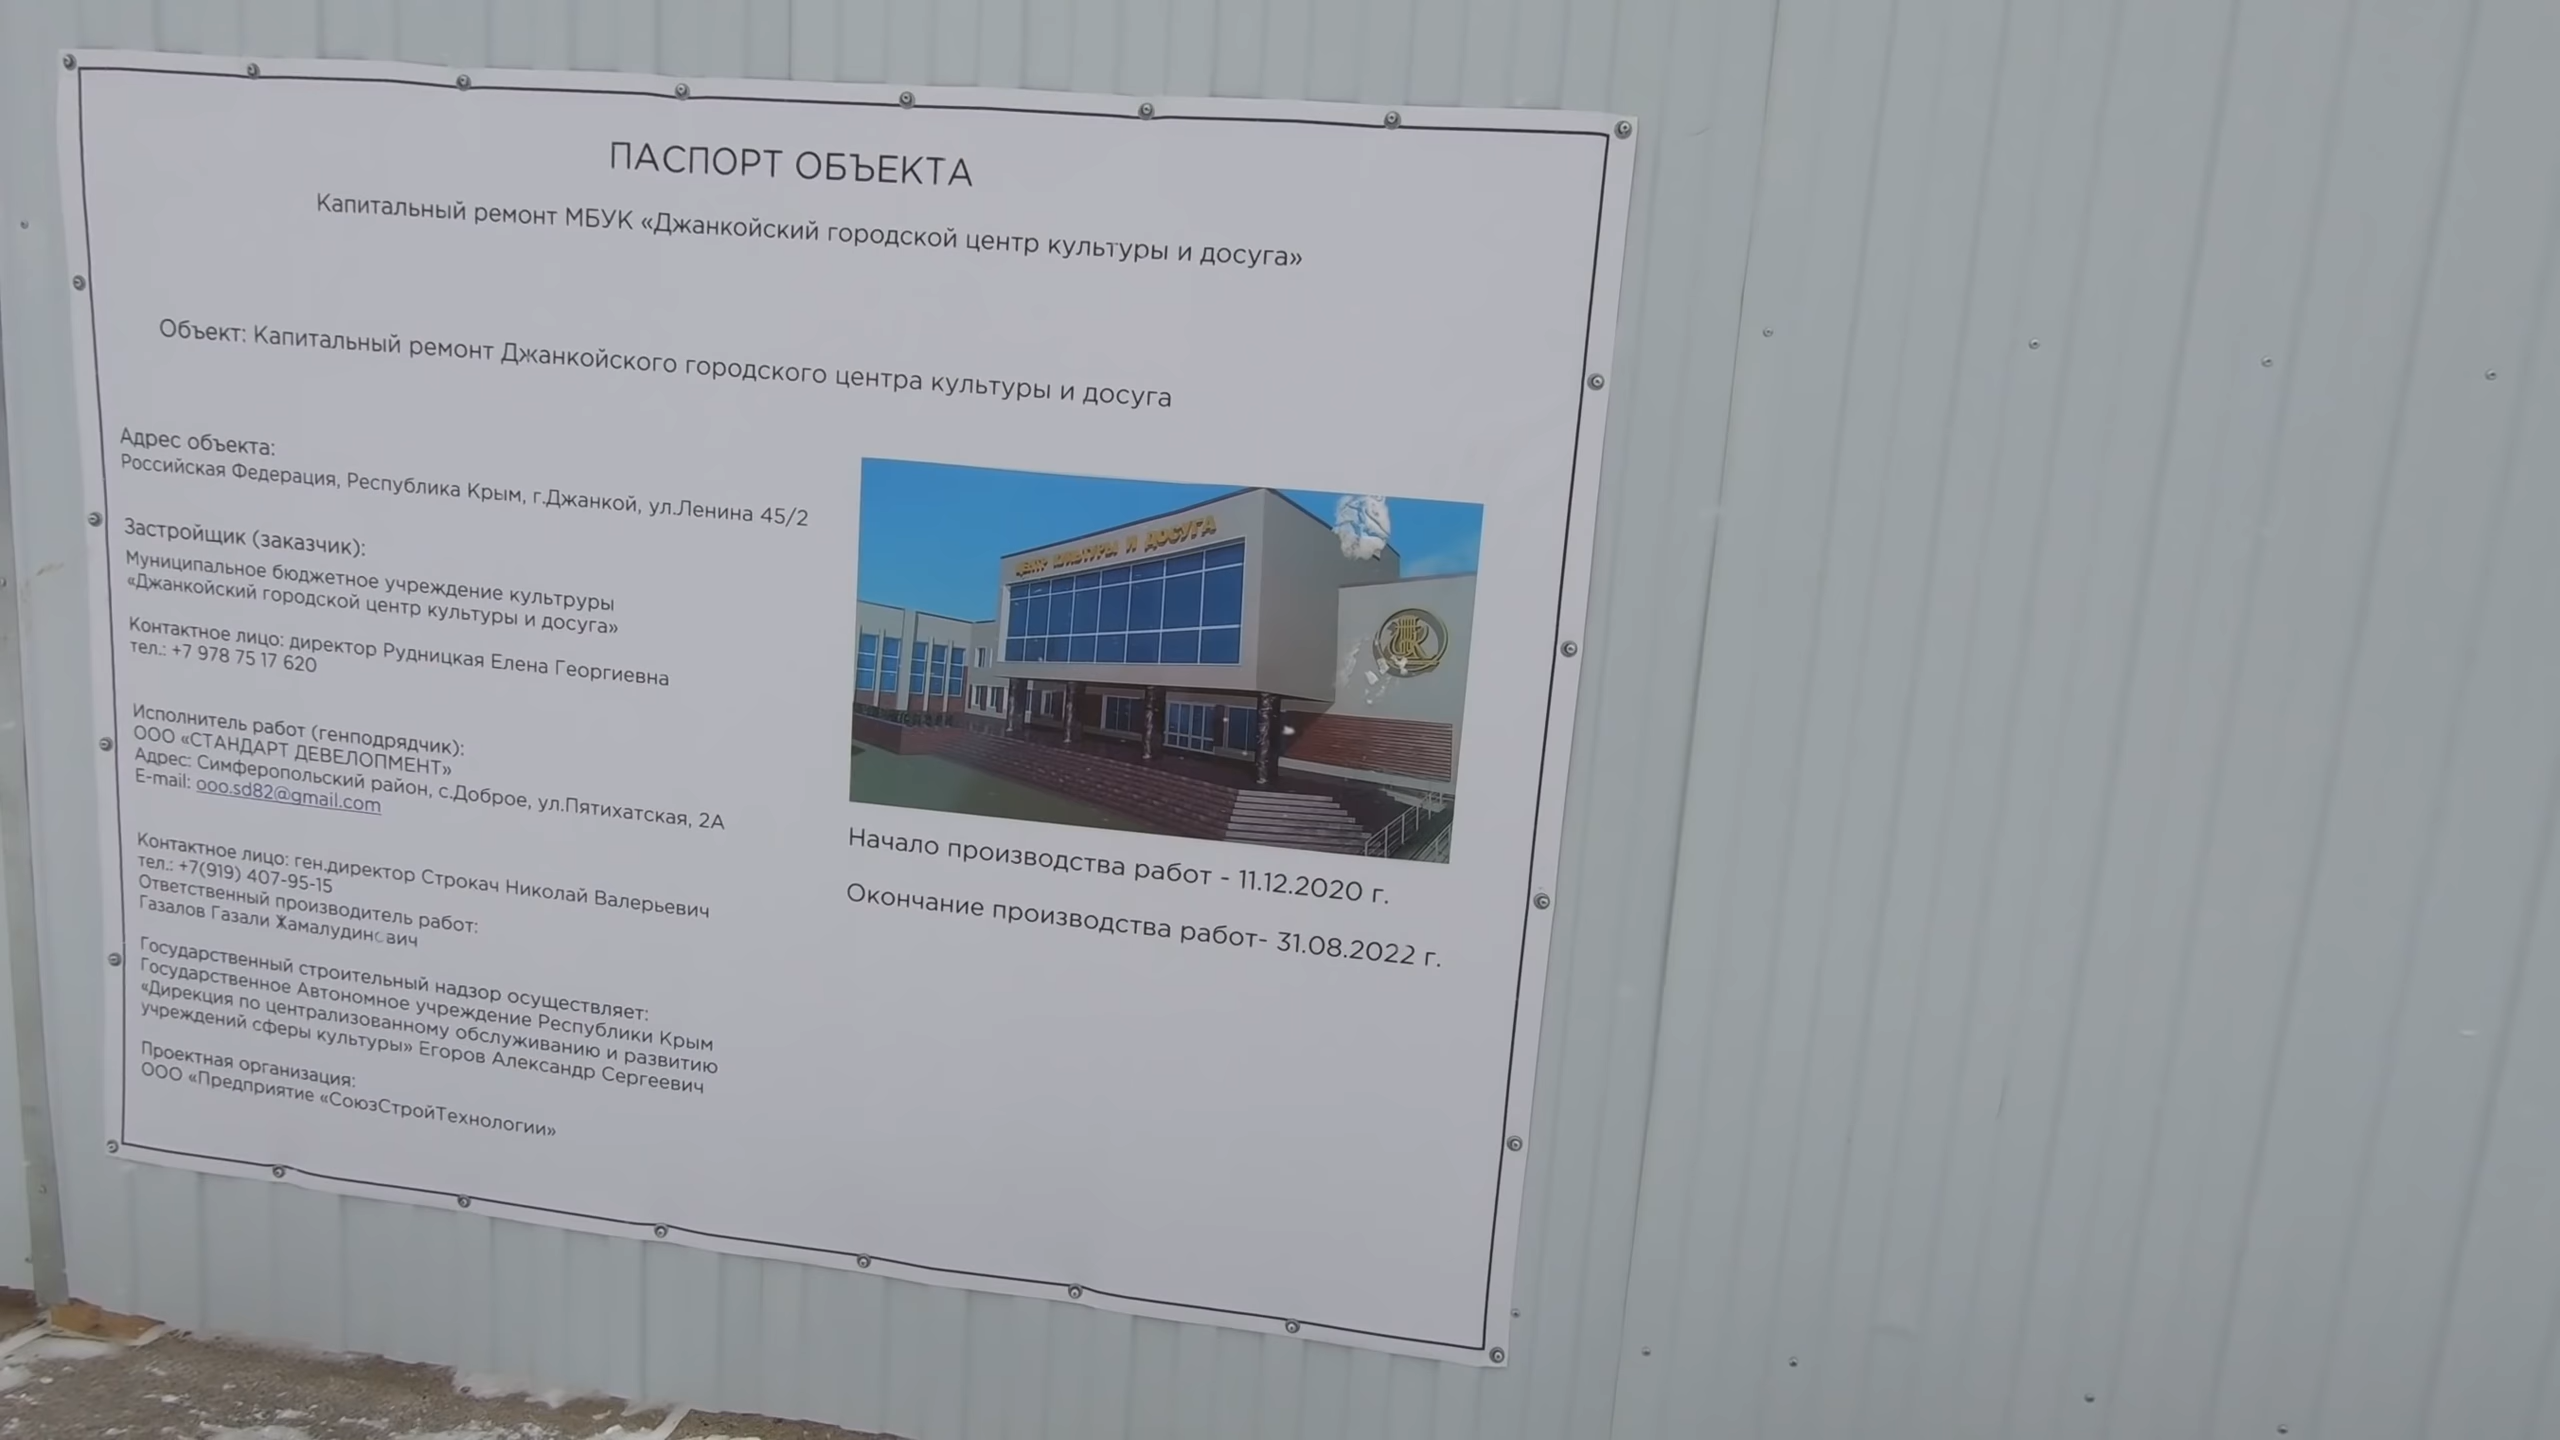 ПАСПОРТ ОБЪЕКТА
Капитальный ремонт МБУК «Джанкойский городской центр культуры и досуга»
Объект: Капитальный ремонт Джанкойского городского центра культуры и досуга
Адрес объекта:
Российская Федерация, Республика Крым, г.Джанкой, ул.Ленина 45/2
Застройщик (заказчик):
Муниципальное бюджетное учреждение культруры
«Джанкойский городской центр культуры и досуга»
Контактное лицо: директор Рудницкая Елена Георгиевна
тел.: +7 978 75 17 620
Исполнитель работ (генподрядчик):
ООО «СТАНДАРТ ДЕВЕЛОПМЕНТ»
Адрес: Симферопольский район, с.Доброе, ул.Пятихатская, 2А
E-mail: ooo.sd82@gmail.com
Контактное лицо: ген.директор Строкач Николай Валерьевич
тел.: +7(919) 407-95-15
Ответственный производитель работ:
Газалов Газали Жамалудинович
Государственный строительный надзор осуществляет:
Государственное Автономное учреждение Республики Крым
«Дирекция по централизованному обслуживанию и развитию
учреждений сферы культуры» Егоров Александр Сергеевич
Проектная организация:
ООО «Предприятие «СоюзСтройТехнологии»
ЦЕНТР КУЛЬТУРЫ И ДОСУГА
Начало производства работ - 11.12.2020 г.
Окончание производства работ- 31.08.2022 г.